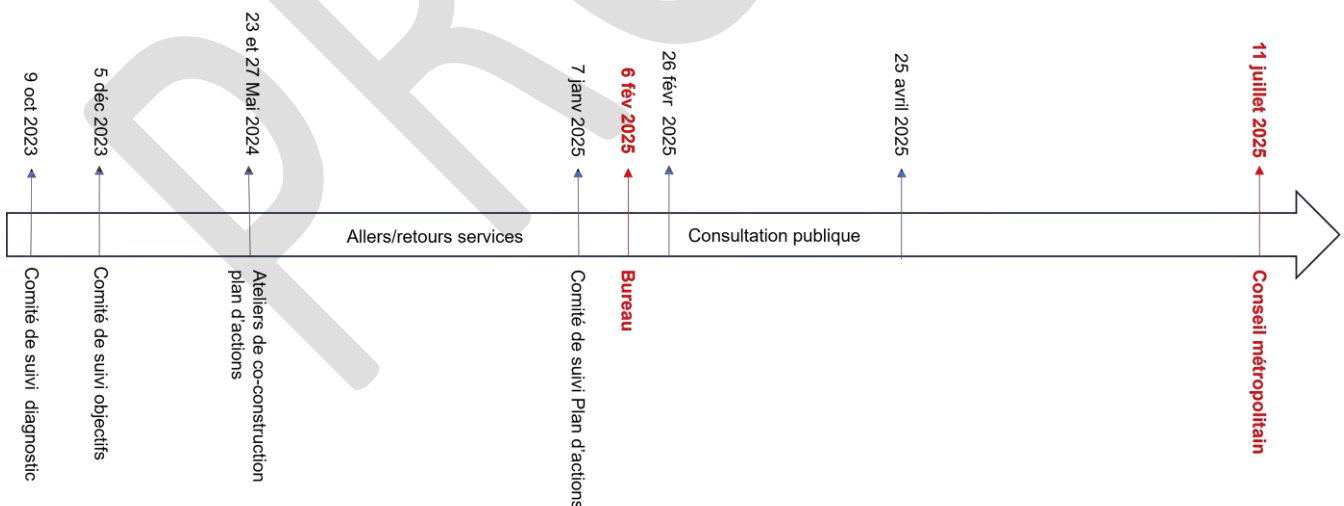 9 oct 2023
5 déc 2023
23 et 27 Mai 2024
7 janv 2025
6 fév 2025
26 févr 2025
25 avril 2025
11 juillet 2025
Allers/retours services
Consultation publique
Comité de suivi diagnostic
Comité de suivi objectifs
Ateliers de co-construction
plan d'actions
Comité de suivi Plan d'actions
Bureau
Conseil métropolitain